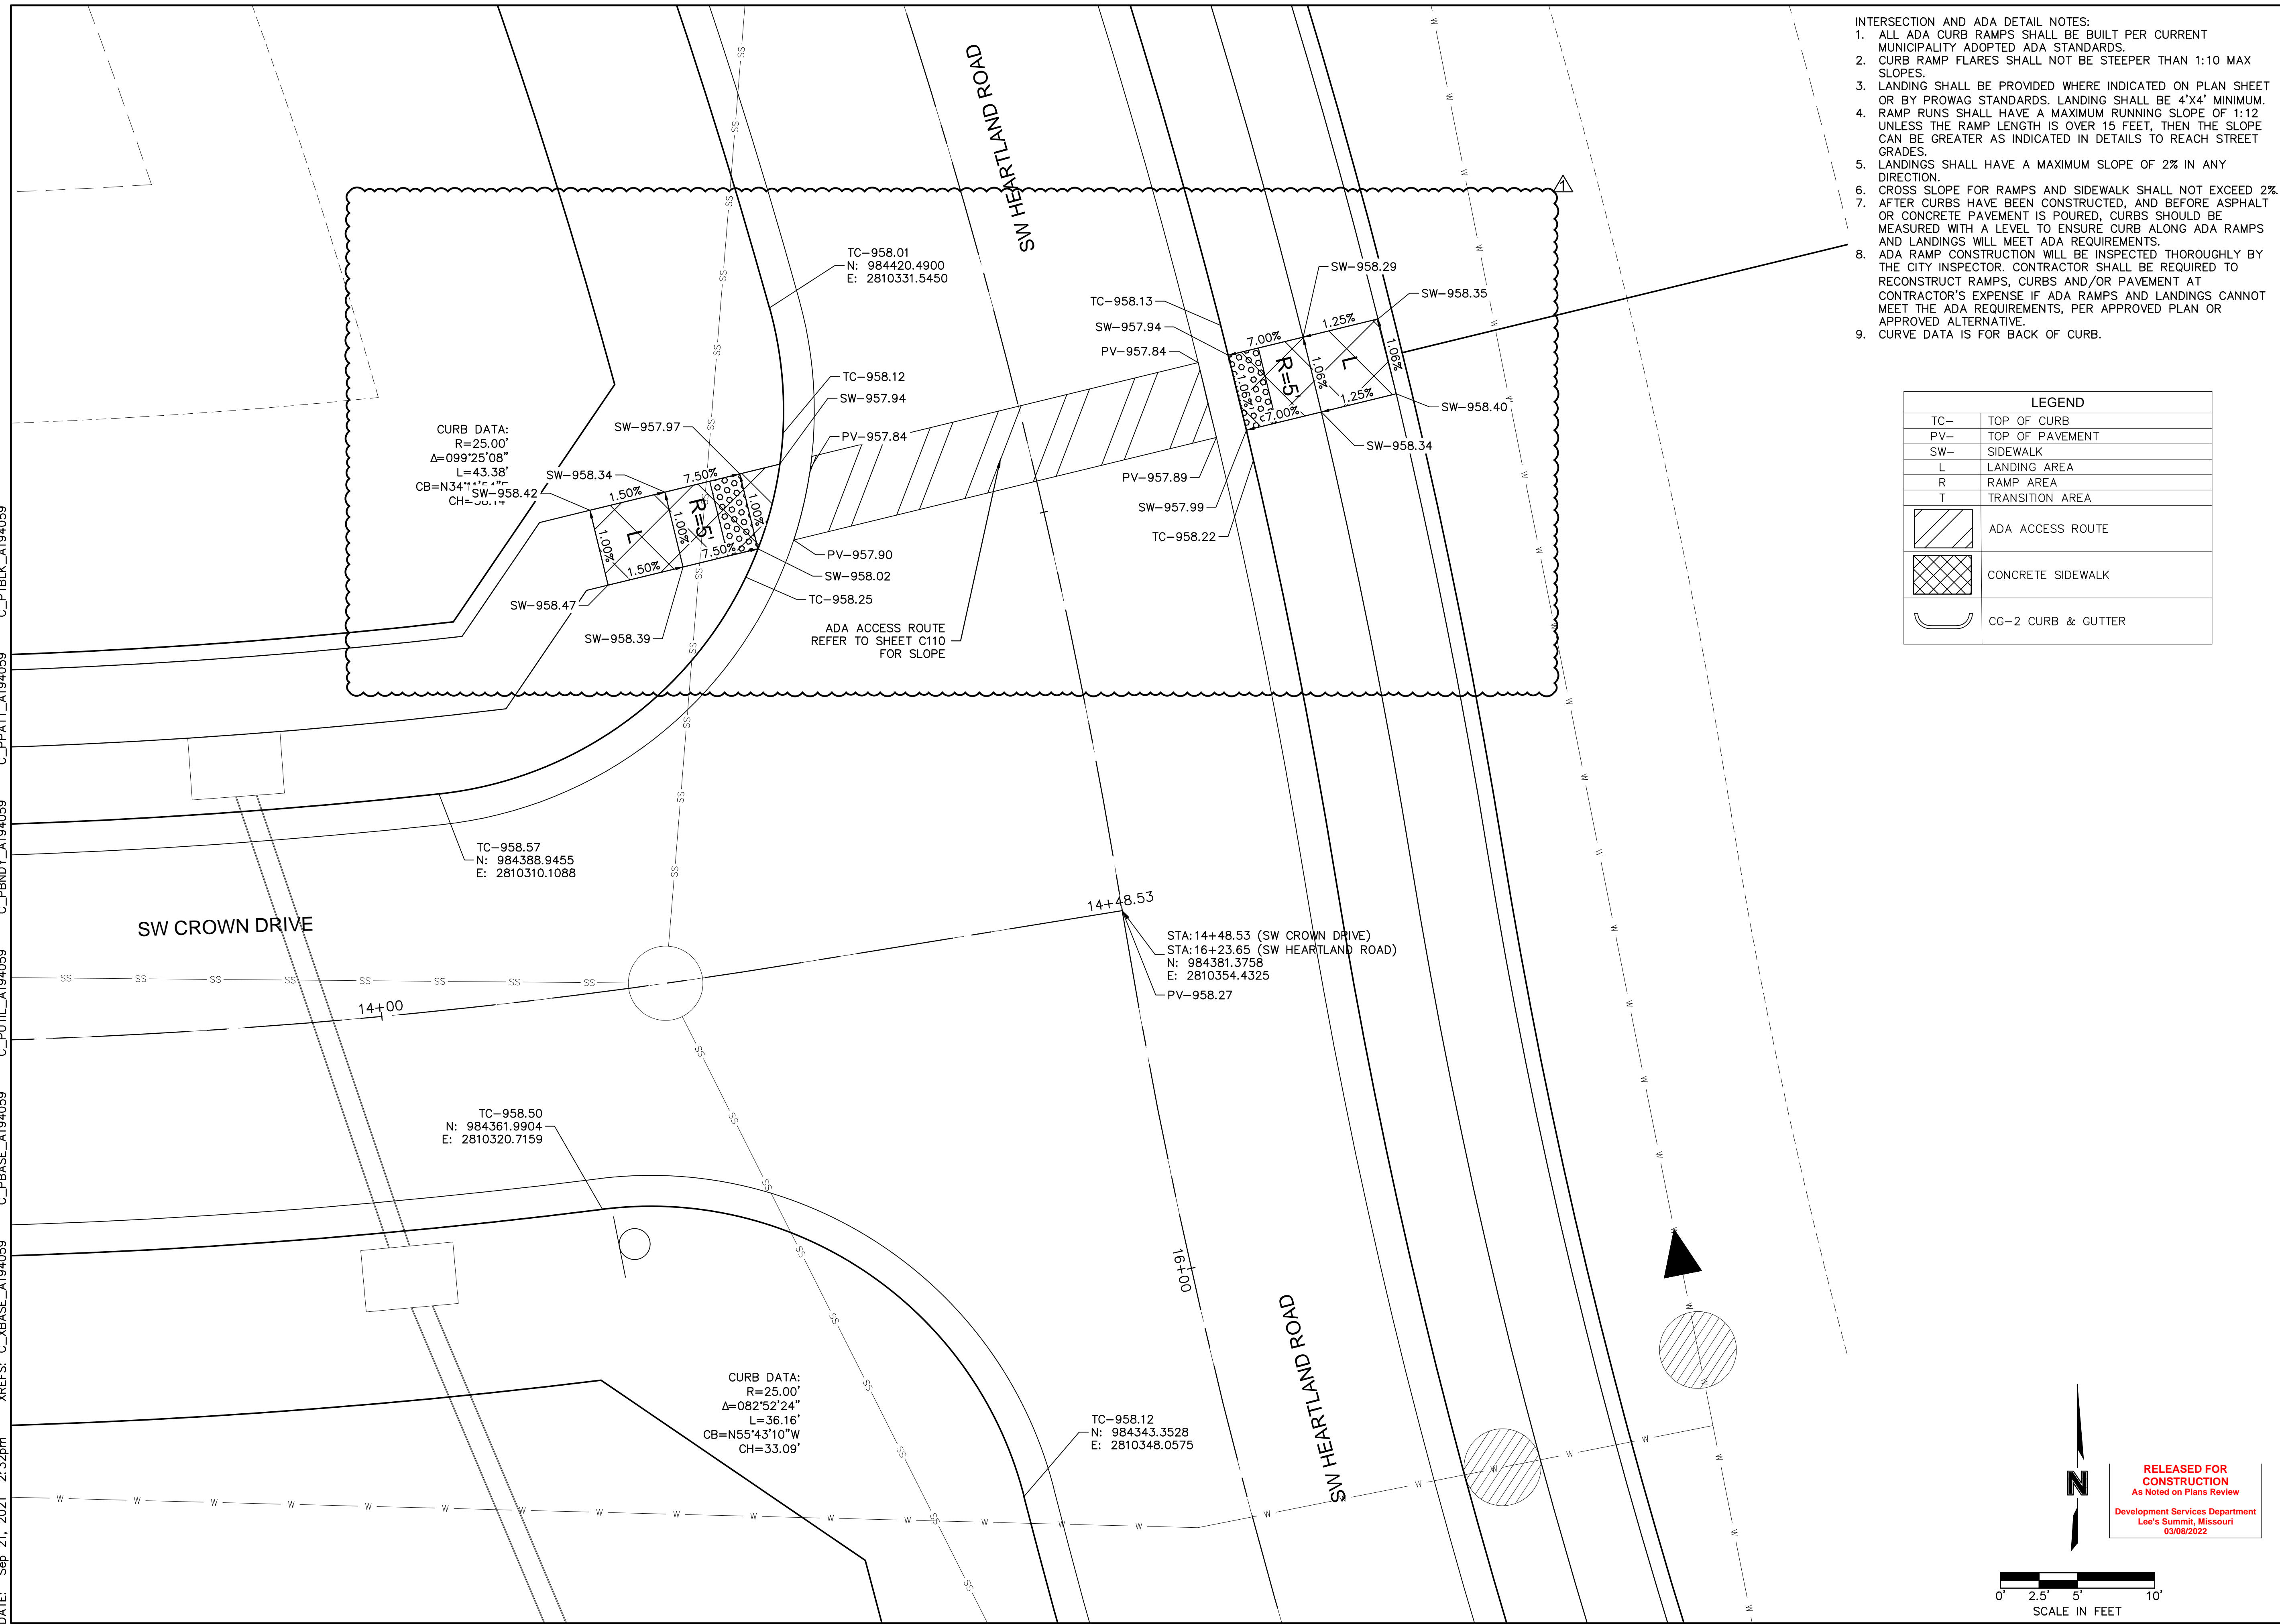 INTERSECTION AND ADA DETAIL NOTES:
1. ALL ADA CURB RAMPS SHALL BE BUILT PER CURRENT
MUNICIPALITY ADOPTED ADA STANDARDS.
2. CURB RAMP FLARES SHALL NOT BE STEEPER THAN 1:10 MAX
SLOPES.
3. LANDING SHALL BE PROVIDED WHERE INDICATED ON PLAN SHEET
OR BY PROWAG STANDARDS. LANDING SHALL BE 4'X4' MINIMUM.
4. RAMP RUNS SHALL HAVE A MAXIMUM RUNNING SLOPE OF 1:12
UNLESS THE RAMP LENGTH IS OVER 15 FEET, THEN THE SLOPE
CAN BE GREATER AS INDICATED IN DETAILS TO REACH STREET
GRADES.
5. LANDINGS SHALL HAVE A MAXIMUM SLOPE OF 2% IN ANY
DIRECTION.
6. CROSS SLOPE FOR RAMPS AND SIDEWALK SHALL NOT EXCEED 2%.
7. AFTER CURBS HAVE BEEN CONSTRUCTED, AND BEFORE ASPHALT
OR CONCRETE PAVEMENT IS POURED, CURBS SHOULD BE
MEASURED WITH A LEVEL TO ENSURE CURB ALONG ADA RAMPS
AND LANDINGS WILL MEET ADA REQUIREMENTS.
8. ADA RAMP CONSTRUCTION WILL BE INSPECTED THOROUGHLY BY
THE CITY INSPECTOR. CONTRACTOR SHALL BE REQUIRED TO
RECONSTRUCT RAMPS, CURBS AND/OR PAVEMENT AT
CONTRACTOR'S EXPENSE IF ADA RAMPS AND LANDINGS CANNOT
MEET THE ADA REQUIREMENTS, PER APPROVED PLAN OR
APPROVED ALTERNATIVE.
9. CURVE DATA IS FOR BACK OF CURB.
LEGEND
TC- TOP OF CURB
PV- TOP OF PAVEMENT
SW- SIDEWALK
L LANDING AREA
R RAMP AREA
T TRANSITION AREA
ADA ACCESS ROUTE
CONCRETE SIDEWALK
CG-2 CURB & GUTTER
SW HEARTLAND ROAD
1
TC-958.01
N: 984420.4900
E: 2810331.5450
TC-958.12
SW-957.94
PV-957.84
SW-957.97
SW-958.34
SW-958.42
CURB DATA:
R=25.00'
Δ=099°25'08"
L=43.38'
7.50%
1.50%
1.00%
1.00%
1.00%
R=5'
L
7.50%
1.50%
SW-958.47
SW-958.39
PV-957.90
SW-958.02
TC-958.25
ADA ACCESS ROUTE
REFER TO SHEET C110
FOR SLOPE
TC-958.13
SW-957.94
PV-957.84
SW-958.29
SW-958.35
7.00%
1.25%
1.06%
1.06%
1.06%
R=5'
L
7.00%
1.25%
SW-958.40
SW-958.34
PV-957.89
SW-957.99
TC-958.22
TC-958.57
N: 984388.9455
E: 2810310.1088
SW CROWN DRIVE
14+00
14+48.53
STA:14+48.53 (SW CROWN DRIVE)
STA:16+23.65 (SW HEARTLAND ROAD)
N: 984381.3758
E: 2810354.4325
PV-958.27
TC-958.50
N: 984361.9904
E: 2810320.7159
16+00
SW HEARTLAND ROAD
CURB DATA:
R=25.00'
Δ=082°52'24"
L=36.16'
CB=N55°43'10"W
CH=33.09'
TC-958.12
N: 984343.3528
E: 2810348.0575
N
RELEASED FOR
CONSTRUCTION
As Noted on Plans Review
Development Services Department
Lee's Summit, Missouri
03/08/2022
0' 2.5' 5' 10'
SCALE IN FEET
DATE: Sep 21, 2021 2:32pm XREFS: C_XBASE_A194059 C_PBASE_A194059 C_PUTIL_A194059 C_PBNDY_A194059 C_PPATT_A194059 C_PTBLK_A194059